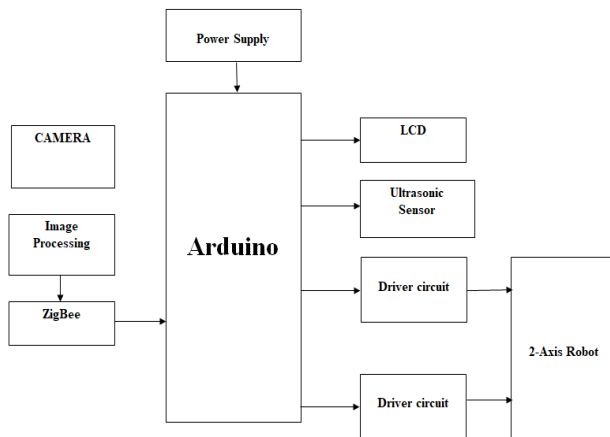 Power Supply
CAMERA
LCD
Ultrasonic
Sensor
Image
Processing
Arduino
Driver circuit
ZigBee
2-Axis Robot
Driver circuit